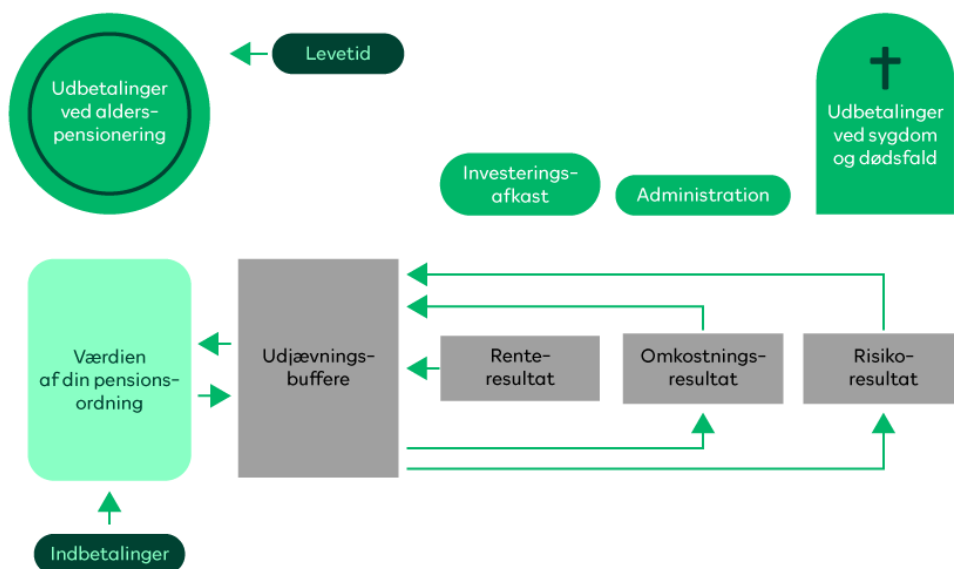 Udbetalinger
ved alders-
pensionering
Levetid
Udbetalinger
ved sygdom
og dødsfald
Investerings-
afkast
Administration
Værdien
af din pensions-
ordning
Udjævnings-
buffere
Rente-
resultat
Omkostnings-
resultat
Risiko-
resultat
Indbetalinger